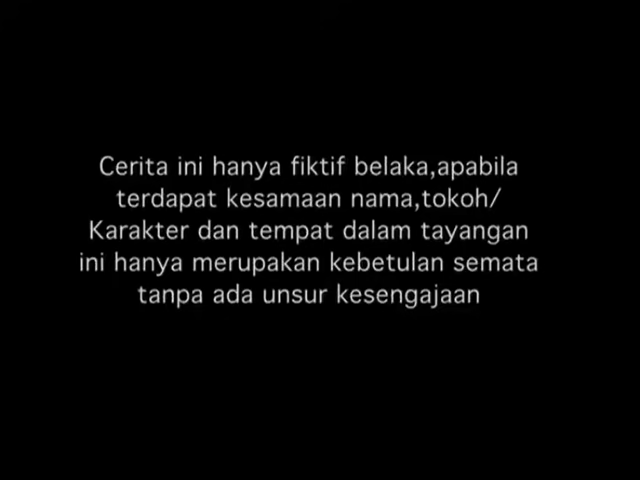 Cerita ini hanya fiktif belaka,apabila
terdapat kesamaan nama,tokoh/
Karakter dan tempat dalam tayangan
ini hanya merupakan kebetulan semata
tanpa ada unsur kesengajaan